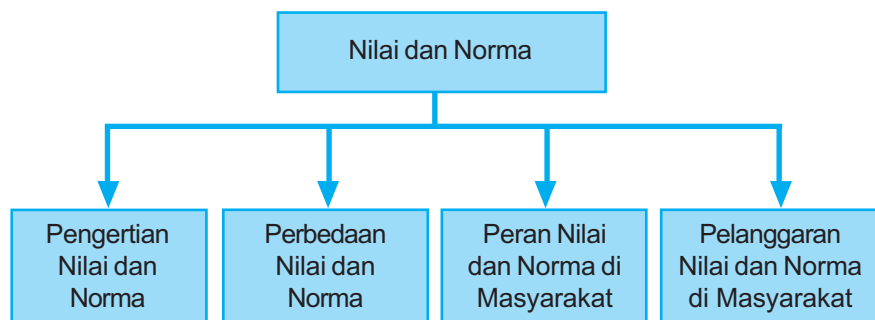 Nilai dan Norma
Pengertian
Nilai dan
Norma
Perbedaan
Nilai dan
Norma
Peran Nilai
dan Norma di
Masyarakat
Pelanggaran
Nilai dan Norma
di Masyarakat